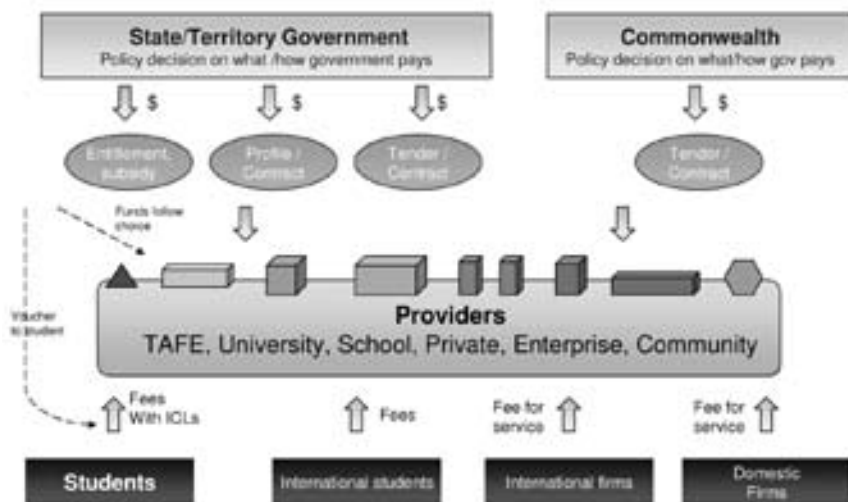 State/Territory Government
Policy decision on what /how government pays
Commonwealth
Policy decision on what/how gov pays
$
$
$
$
Entitlement,
subsidy
Profile /
Contract
Tender /
Contract
Tender /
Contract
Funds follow
choice
Voucher
to student
Providers
TAFE, University, School, Private, Enterprise, Community
Fees
With ICLs
Fees
Fee for
service
Fee for
service
Students
International students
International firms
Domestic
Firms